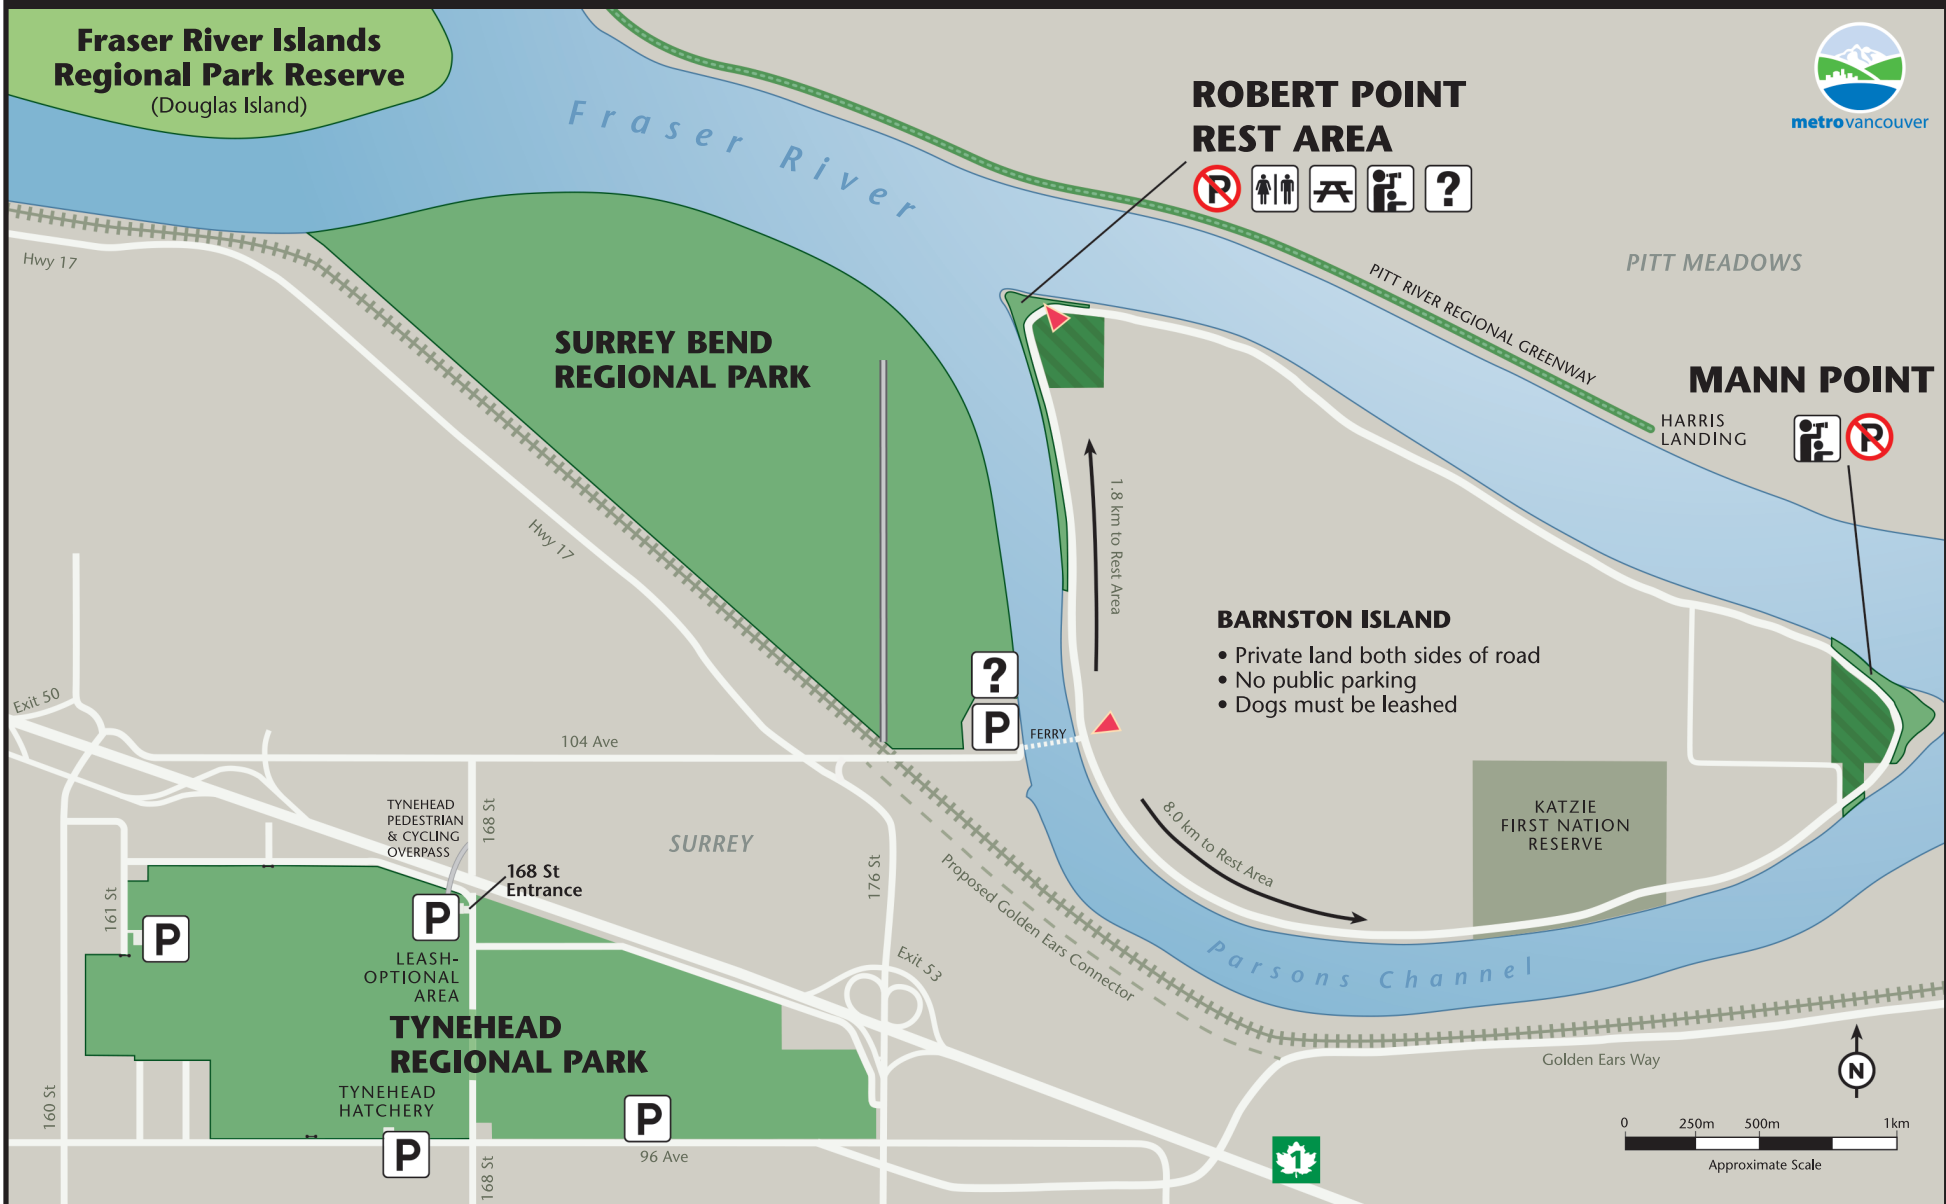 Fraser River Islands
Regional Park Reserve
(Douglas Island)
Fraser River
ROBERT POINT
REST AREA
P
?
metrovancouver
PITT MEADOWS
Hwy 17
PITT RIVER REGIONAL GREENWAY
SURREY BEND
REGIONAL PARK
MANN POINT
P
HARRIS
LANDING
Hwy 17
1.8 km to Rest Area
BARNSTON ISLAND
• Private land both sides of road
• No public parking
• Dogs must be leashed
?
P
FERRY
Exit 50
104 Ave
TYNEHEAD
PEDESTRIAN
& CYCLING
OVERPASS
168 St
SURREY
8.0 km to Rest Area
KATZIE
FIRST NATION
RESERVE
168 St
Entrance
176 St
161 St
P
P
Proposed Golden Ears Connector
Exit 53
Parsons Channel
LEASH-
OPTIONAL
AREA
TYNEHEAD
REGIONAL PARK
Golden Ears Way
N
TYNEHEAD
HATCHERY
160 St
P
P
96 Ave
168 St
1
0 250m 500m 1km
Approximate Scale